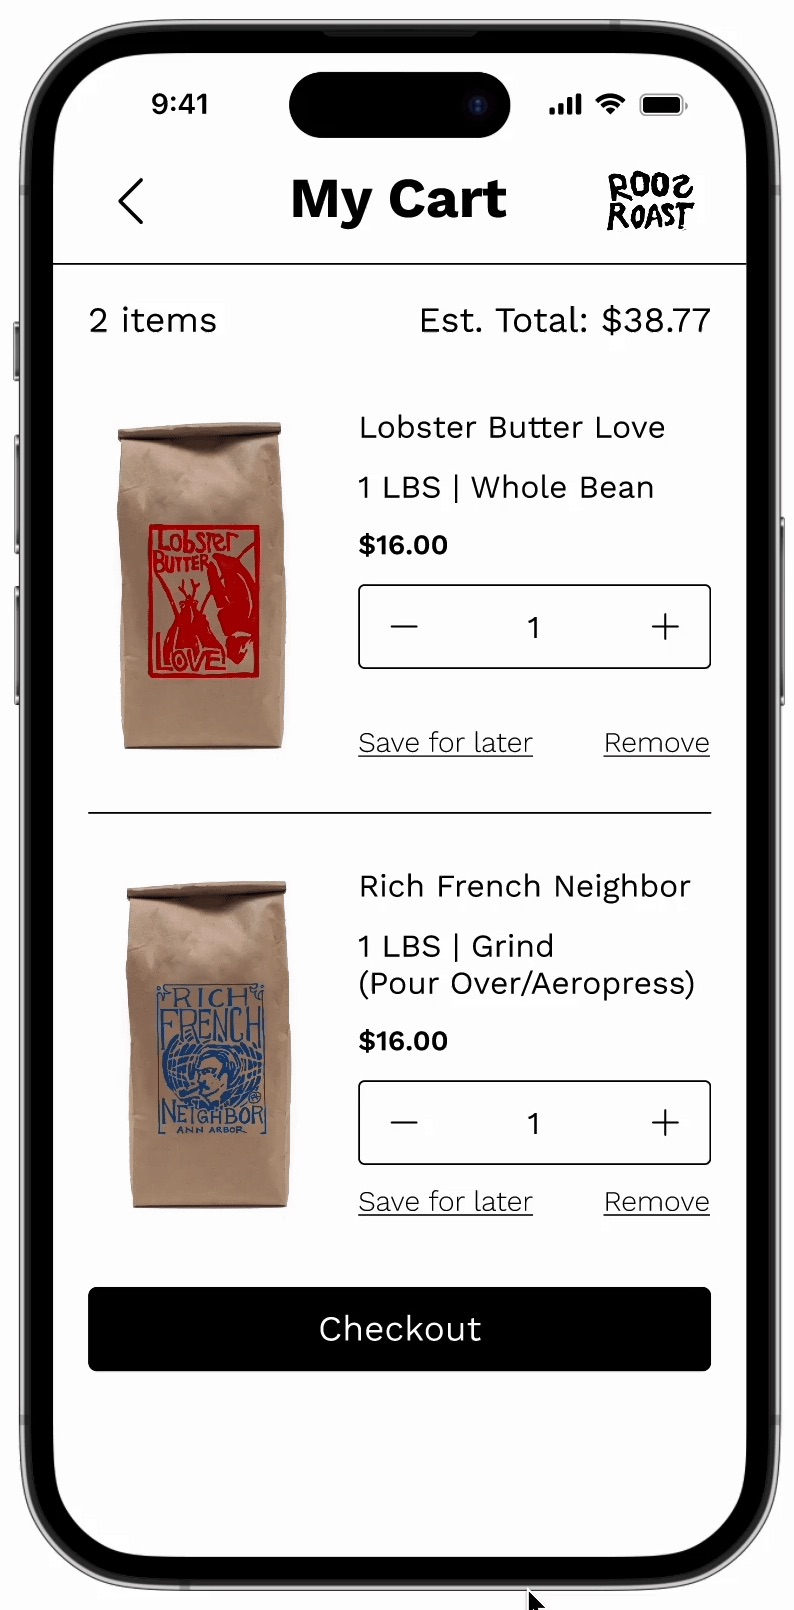 9:41
My Cart
ROOS
ROAST
2 items
Est. Total: $38.77
Lobster Butter Love
1 LBS | Whole Bean
$16.00
1
Save for later
Remove
LobsTer
BUTTER
LOVE
Rich French Neighbor
1 LBS | Grind
(Pour Over/Aeropress)
$16.00
1
Save for later
Remove
RICH
FRENCH
NEIGHBOR
ANN ARBOR
Checkout